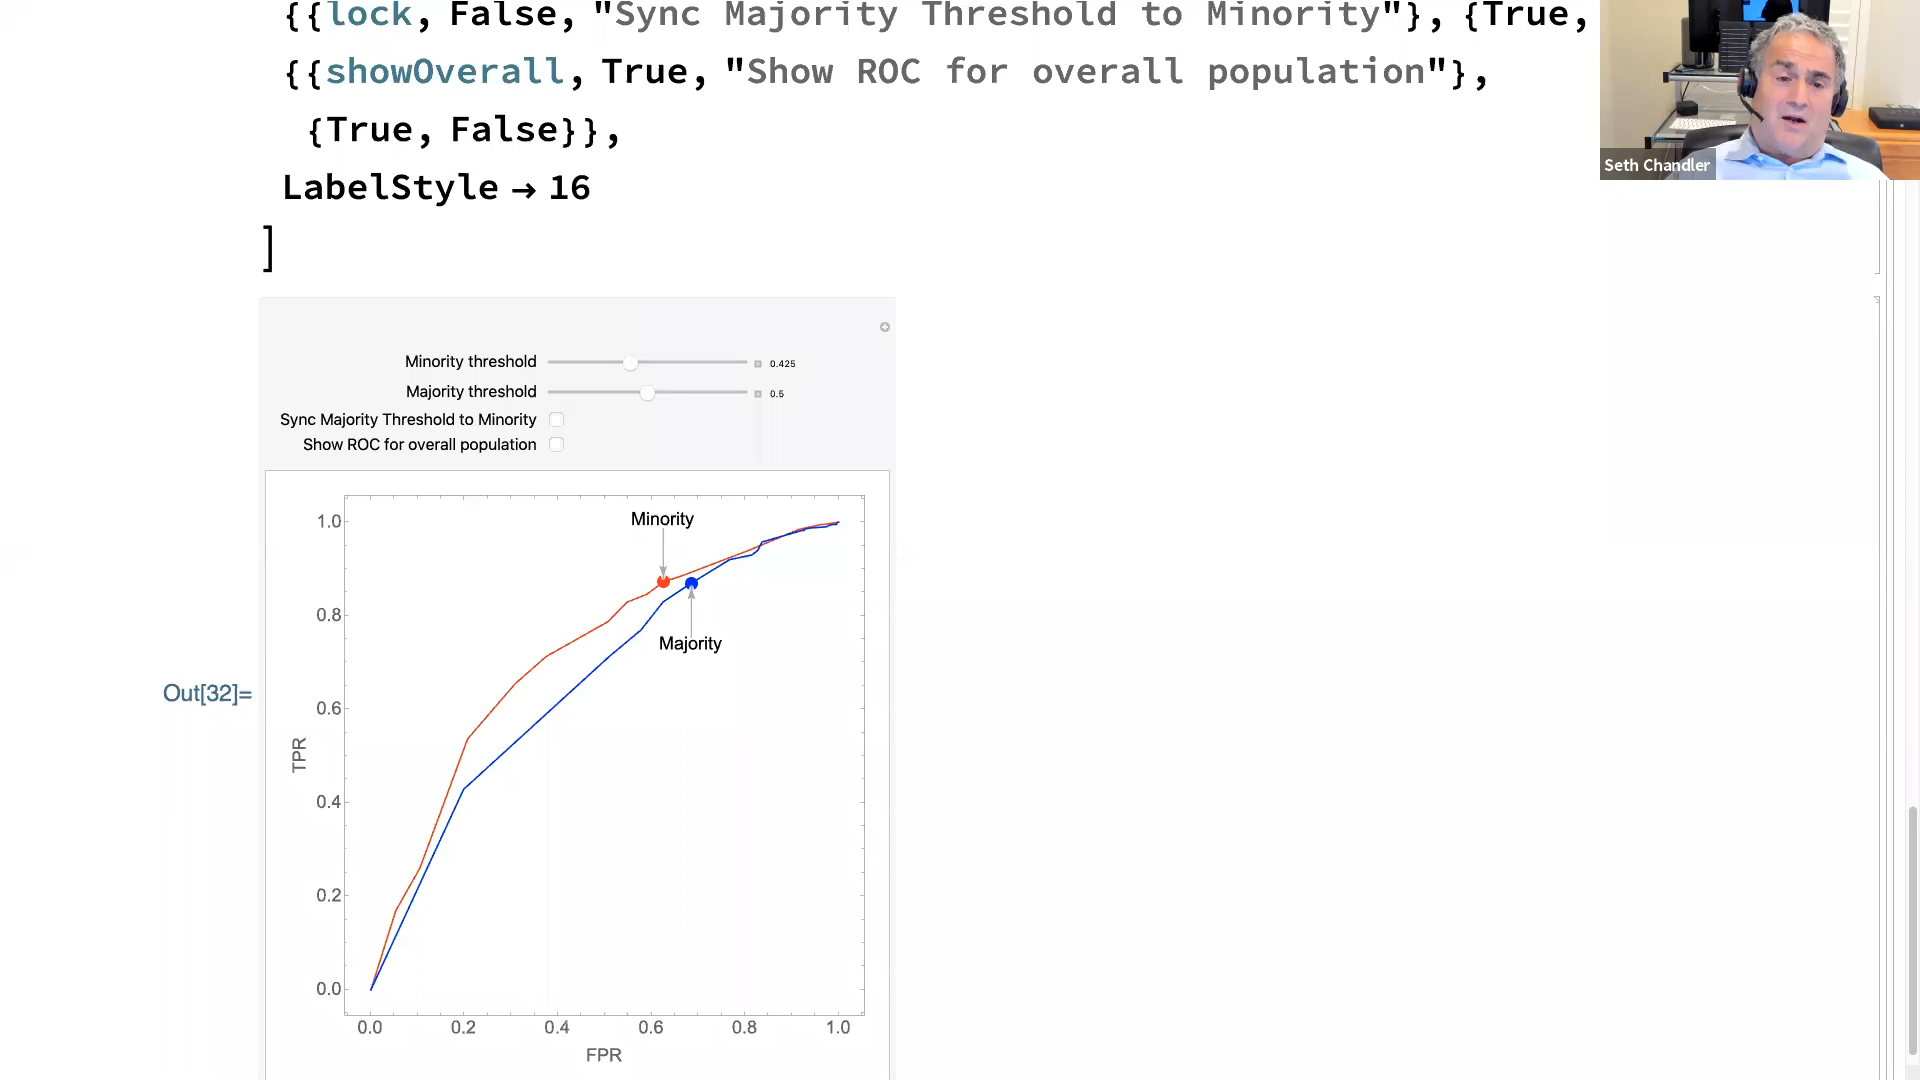 {{lock, False, "Sync Majority Threshold to Minority"}, {True,
{{showOverall, True, "Show ROC for overall population"},
{True, False}},
LabelStyle → 16
]
Seth Chandler
Minority threshold 0.425
Majority threshold 0.5
Sync Majority Threshold to Minority
Show ROC for overall population
Out[32]=
Minority
Majority
TPR
1.0
0.8
0.6
0.4
0.2
0.0
0.0 0.2 0.4 0.6 0.8 1.0
FPR